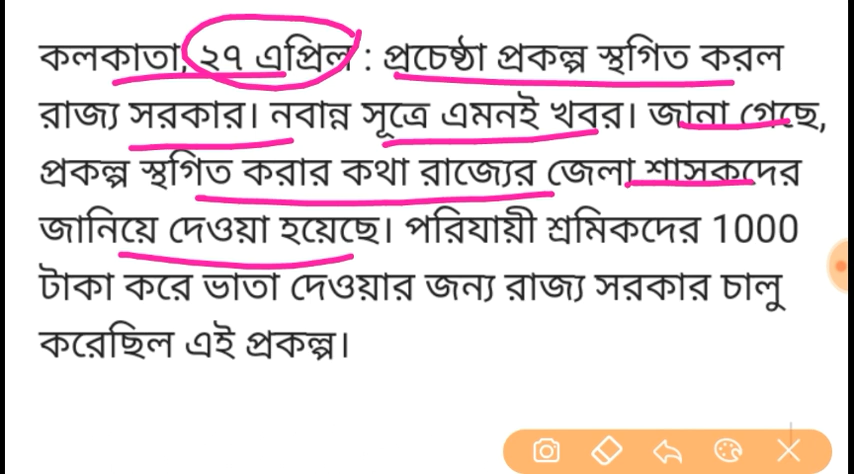 কলকাতা, ২৭ এপ্রিল : প্রচেষ্ঠা প্রকল্প স্থগিত করল
রাজ্য সরকার। নবান্ন সূত্রে এমনই খবর। জানা গেছে,
প্রকল্প স্থগিত করার কথা রাজ্যের জেলা শাসকদের
জানিয়ে দেওয়া হয়েছে। পরিযায়ী শ্রমিকদের 1000
টাকা করে ভাতা দেওয়ার জন্য রাজ্য সরকার চালু
করেছিল এই প্রকল্প।